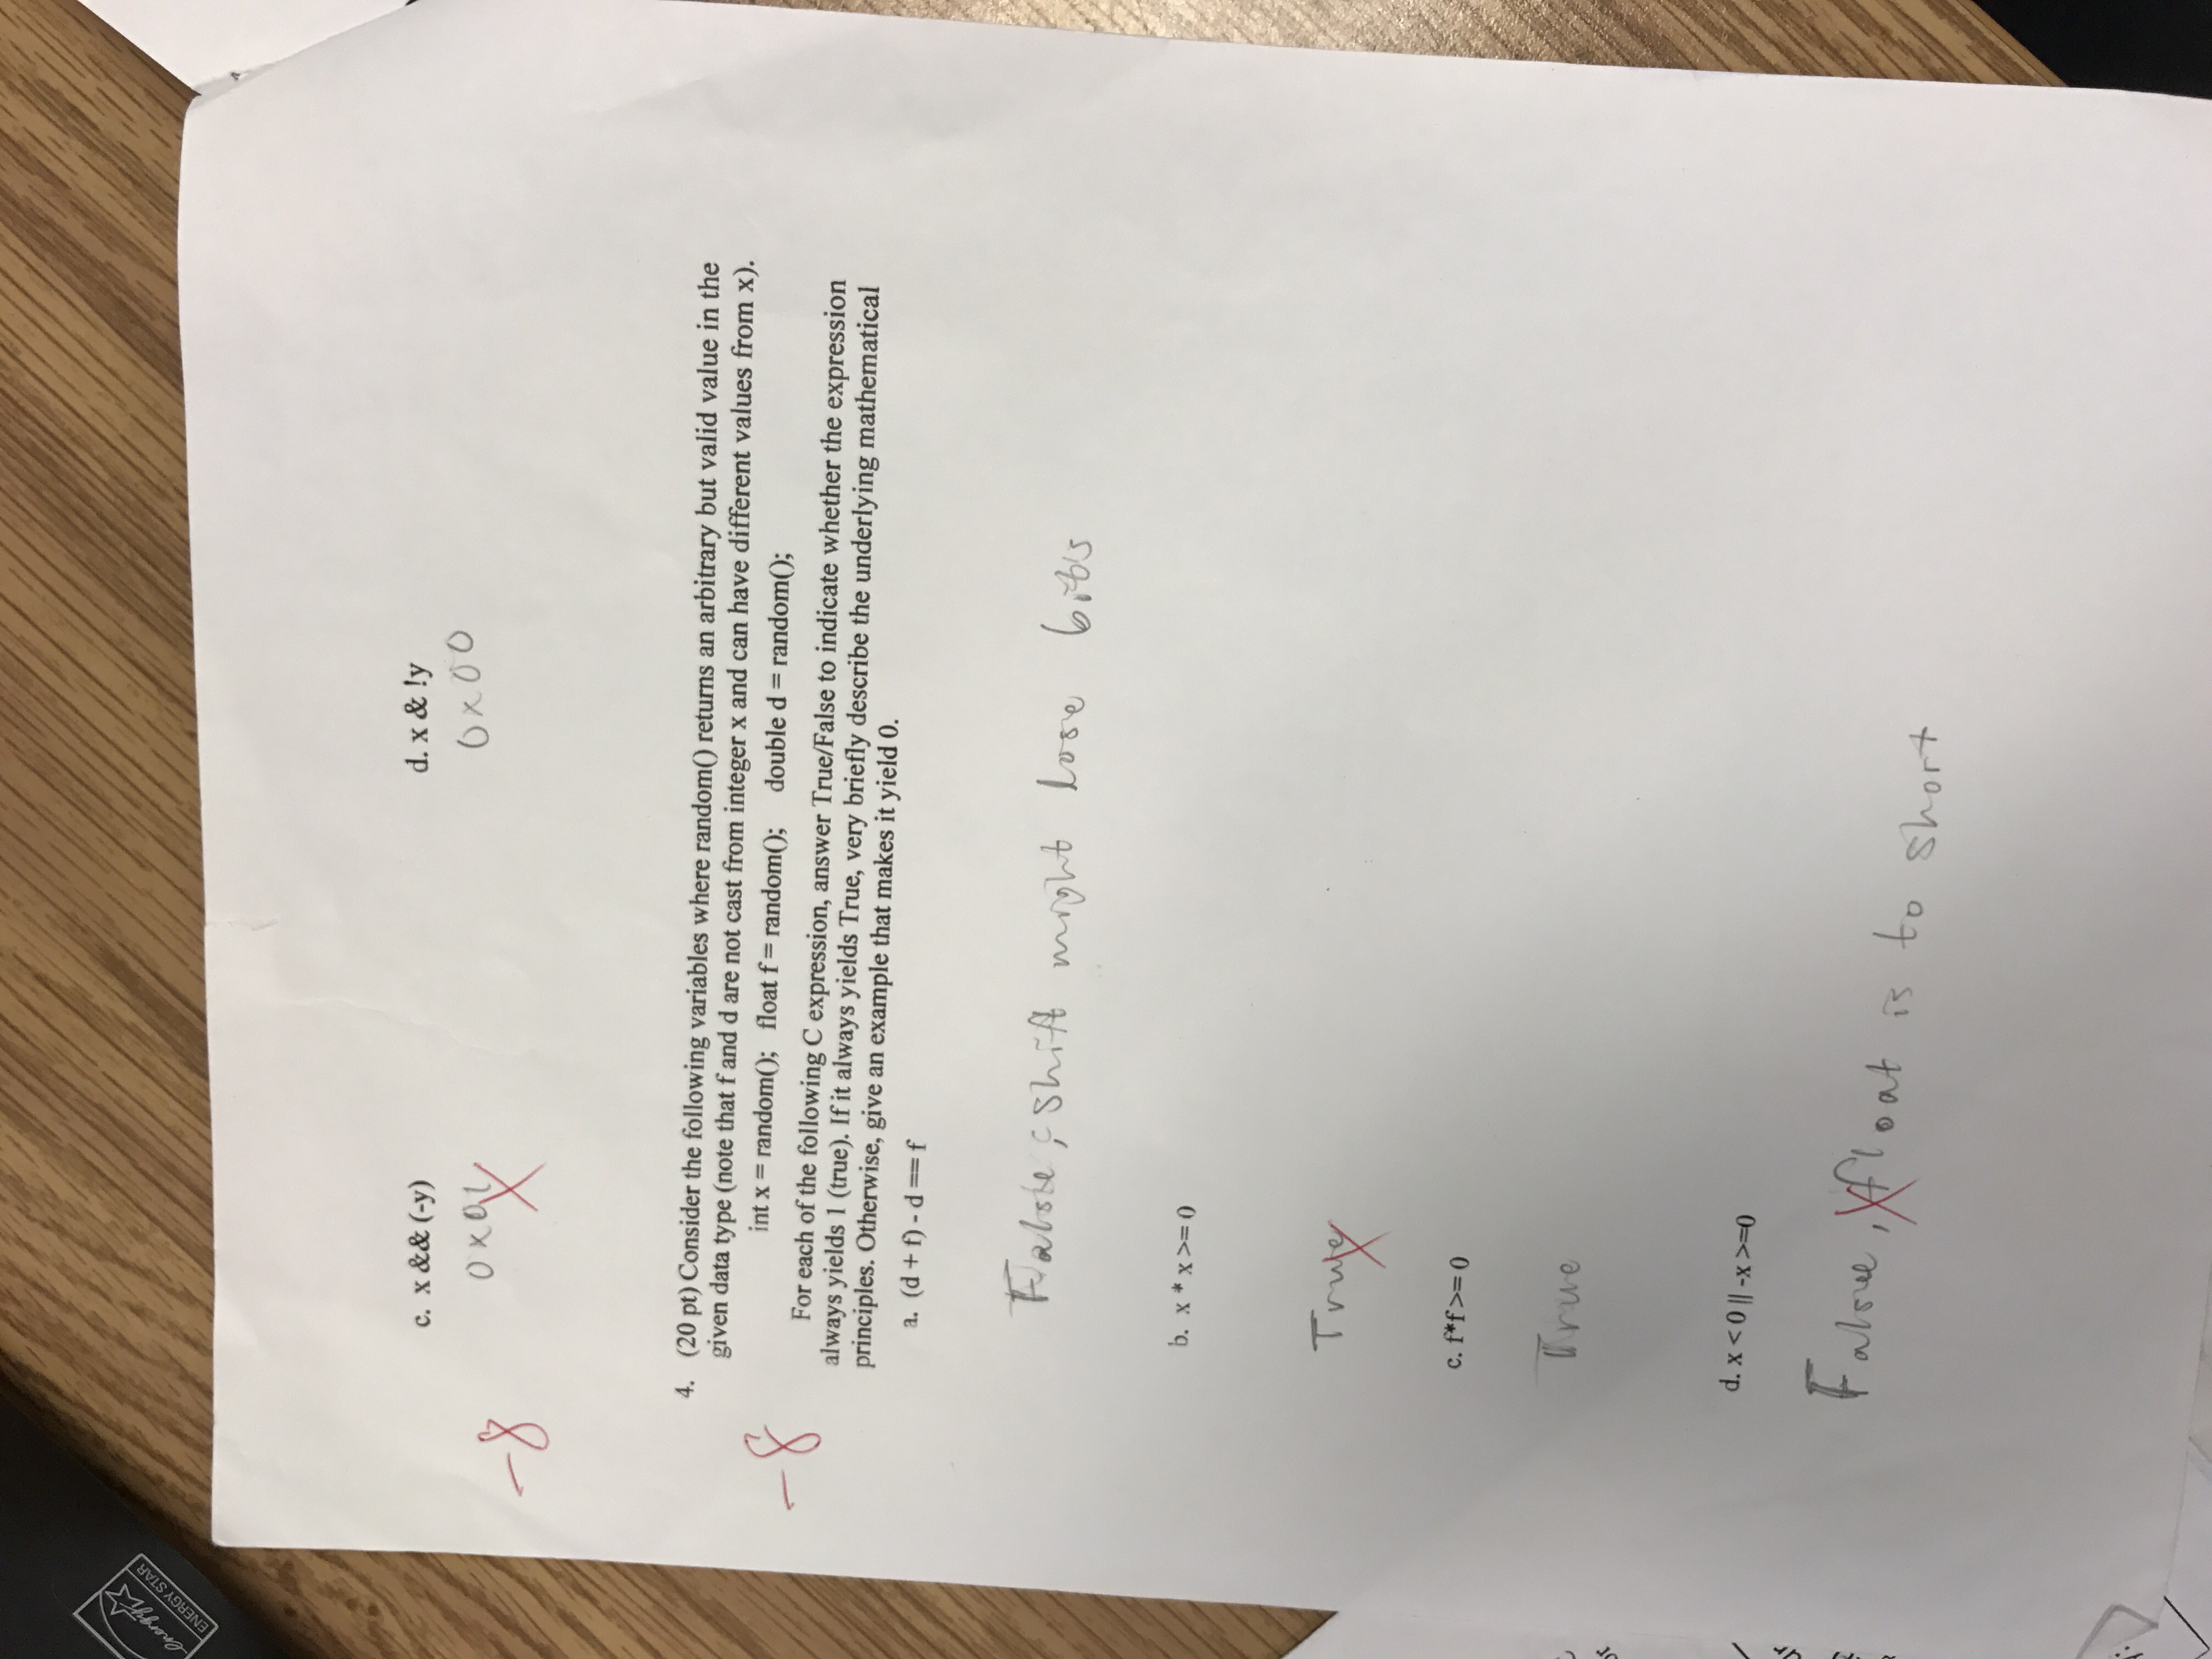 energy
ENERGY STAR
c. x && (-y)
d. x & !y
0x01
0x00
-8
4. (20 pt) Consider the following variables where random() returns an arbitrary but valid value in the
given data type (note that f and d are not cast from integer x and can have different values from x).
int x = random(); float f = random(); double d = random();
-8
For each of the following C expression, answer True/False to indicate whether the expression
always yields 1 (true). If it always yields True, very briefly describe the underlying mathematical
principles. Otherwise, give an example that makes it yield 0.
a. (d + f) - d == f
False; shift might lose bits
b. x * x >= 0
True
c. f*f >= 0
True
d. x < 0 || -x >=0
False, float is to short